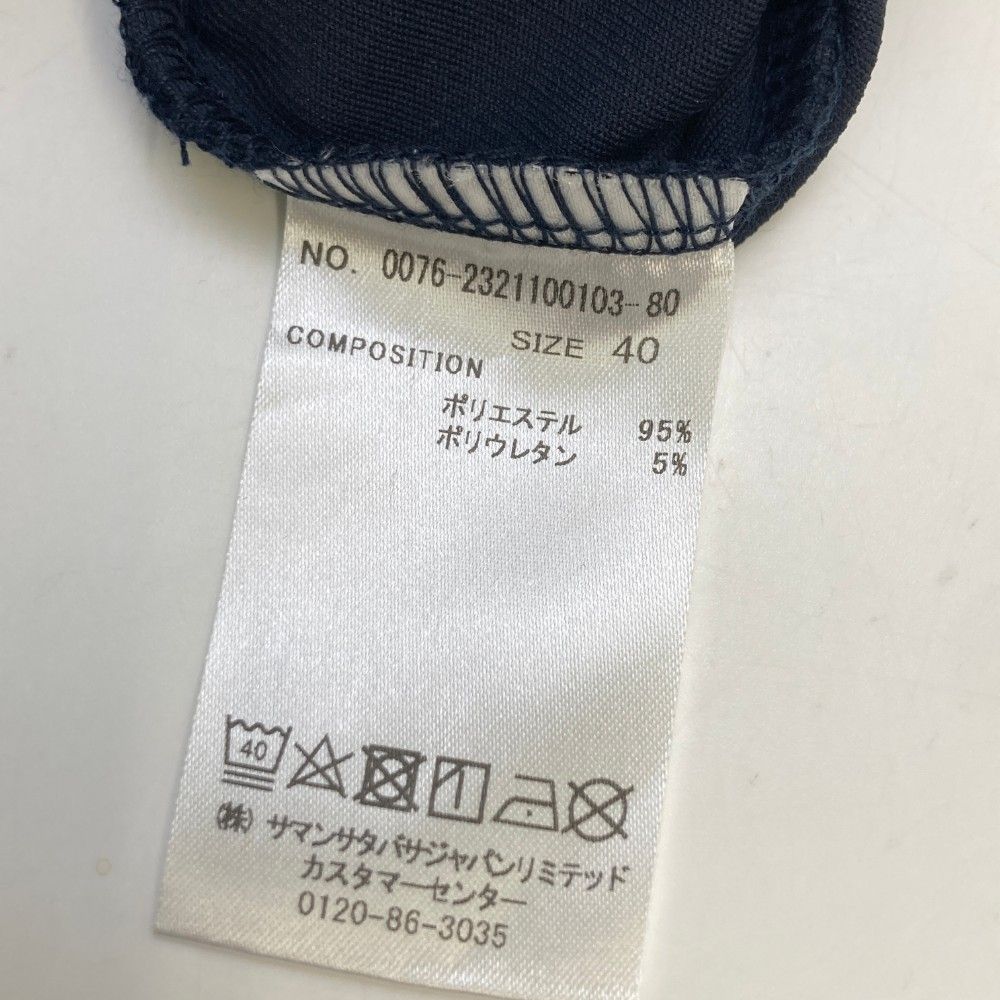 NO. 0076-2321100103-80
SIZE 40
COMPOSITION
ポリエステル 95%
ポリウレタン 5%
40
(株) サマンサタバサジャパンリミテッド
カスタマーセンター
0120-86-3035